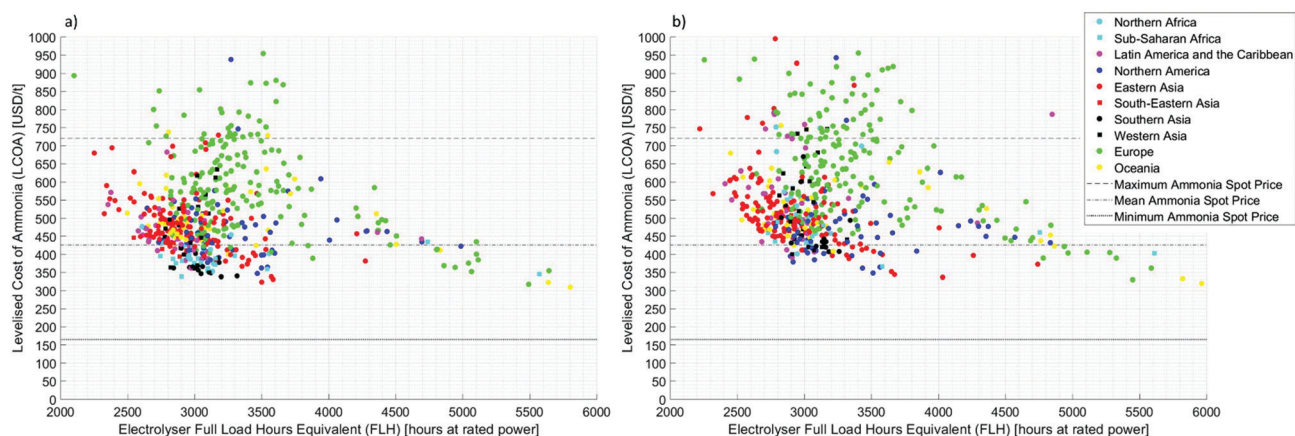 a)
1000
950
900
850
800
750
700
650
600
550
500
450
400
350
300
250
200
150
100
50
0
Levelised Cost of Ammonia (LCOA) [USD/t]
2000 2500 3000 3500 4000 4500 5000 5500 6000
Electrolyser Full Load Hours Equivalent (FLH) [hours at rated power]
b)
1000
950
900
850
800
750
700
650
600
550
500
450
400
350
300
250
200
150
100
50
0
Levelised Cost of Ammonia (LCOA) [USD/t]
2000 2500 3000 3500 4000 4500 5000 5500 6000
Electrolyser Full Load Hours Equivalent (FLH) [hours at rated power]
Northern Africa
Sub-Saharan Africa
Latin America and the Caribbean
Northern America
Eastern Asia
South-Eastern Asia
Southern Asia
Western Asia
Europe
Oceania
Maximum Ammonia Spot Price
Mean Ammonia Spot Price
Minimum Ammonia Spot Price